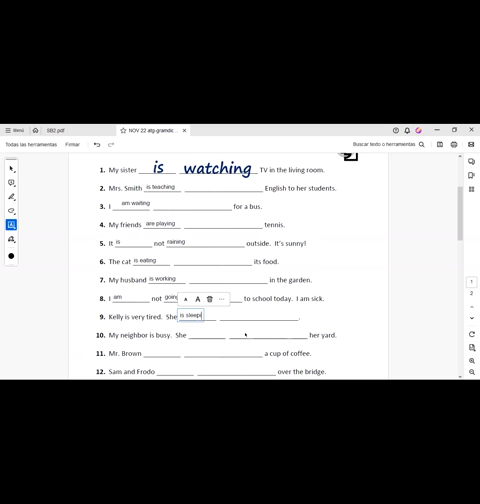 Menú
SB2.pdf
NOV 22 atg-gramdic...
Todas las herramientas
Firmar
Buscar texto o herramientas
1. My sister is watching TV in the living room.
2. Mrs. Smith is teaching English to her students.
3. I am waiting for a bus.
4. My friends are playing tennis.
5. It is not raining outside. It's sunny!
6. The cat is eating its food.
7. My husband is working in the garden.
8. I am not going to school today. I am sick.
9. Kelly is very tired. She is sleepi
10. My neighbor is busy. She her yard.
11. Mr. Brown a cup of coffee.
12. Sam and Frodo over the bridge.
1
2